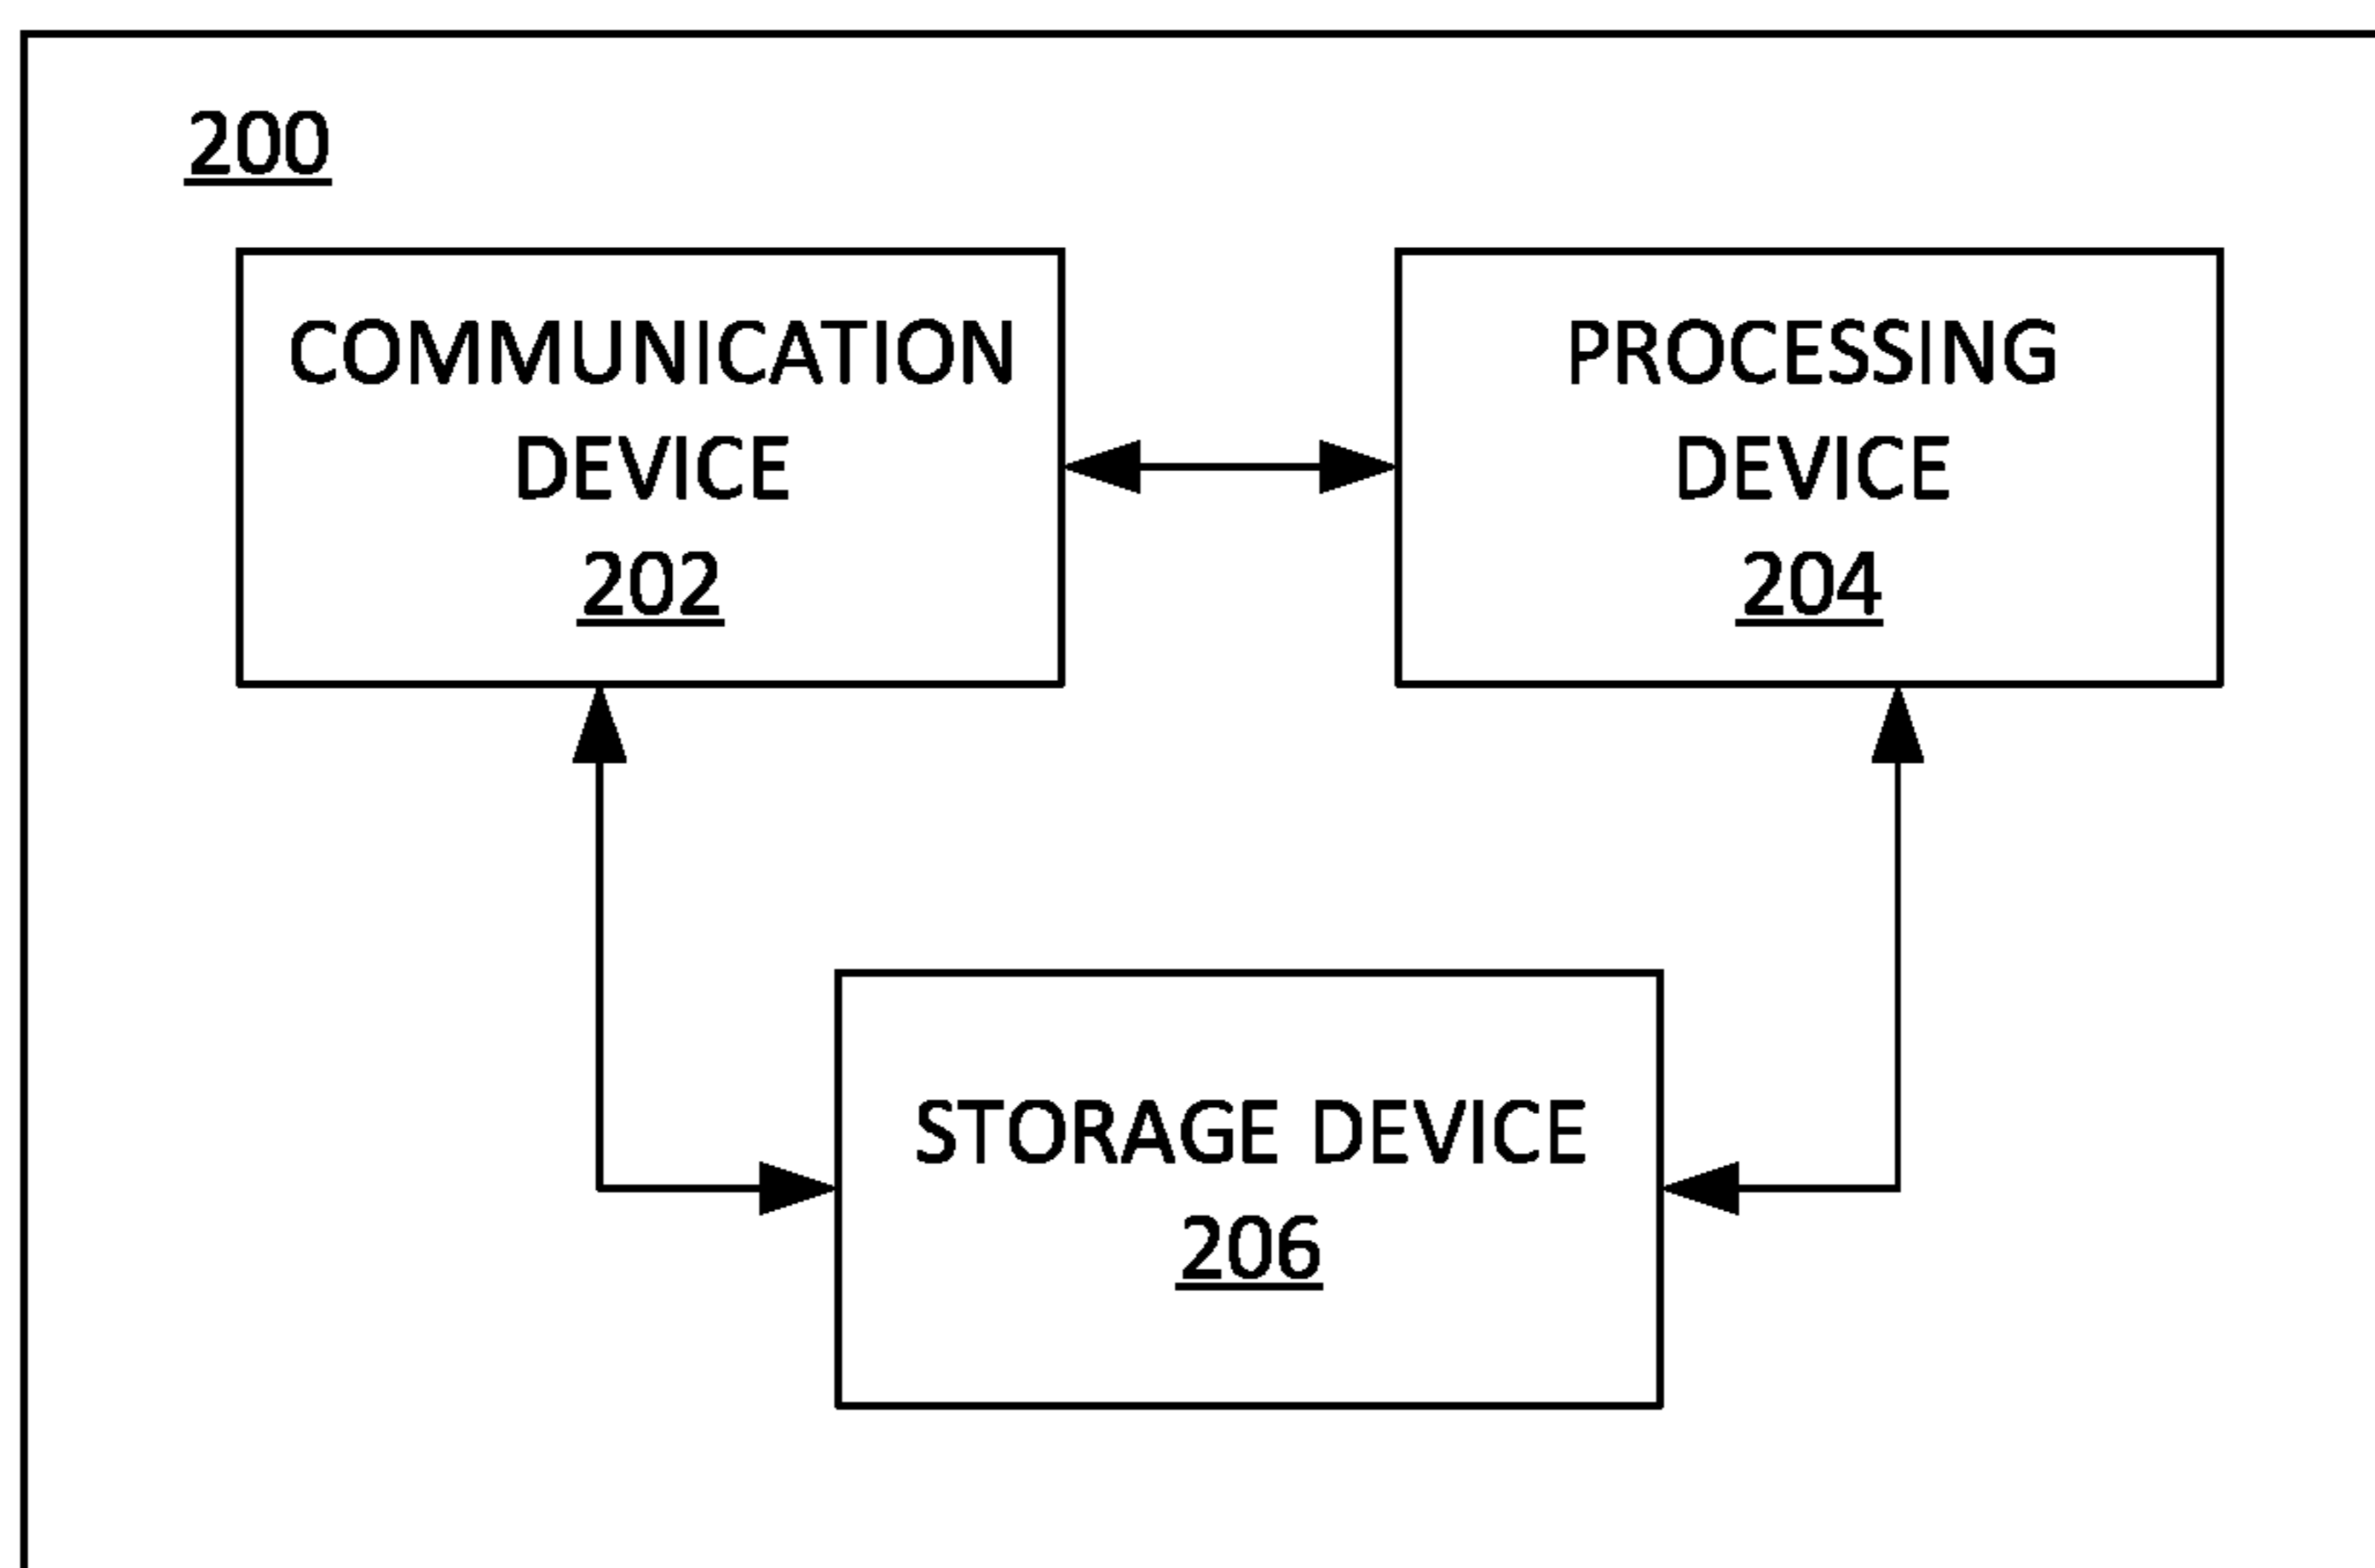 200
COMMUNICATION
DEVICE
202
PROCESSING
DEVICE
204
STORAGE DEVICE
206